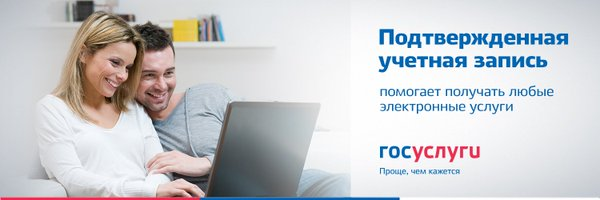 Подтвержденная
учетная запись
помогает получать любые
электронные услуги
госуслуги
Проще, чем кажется